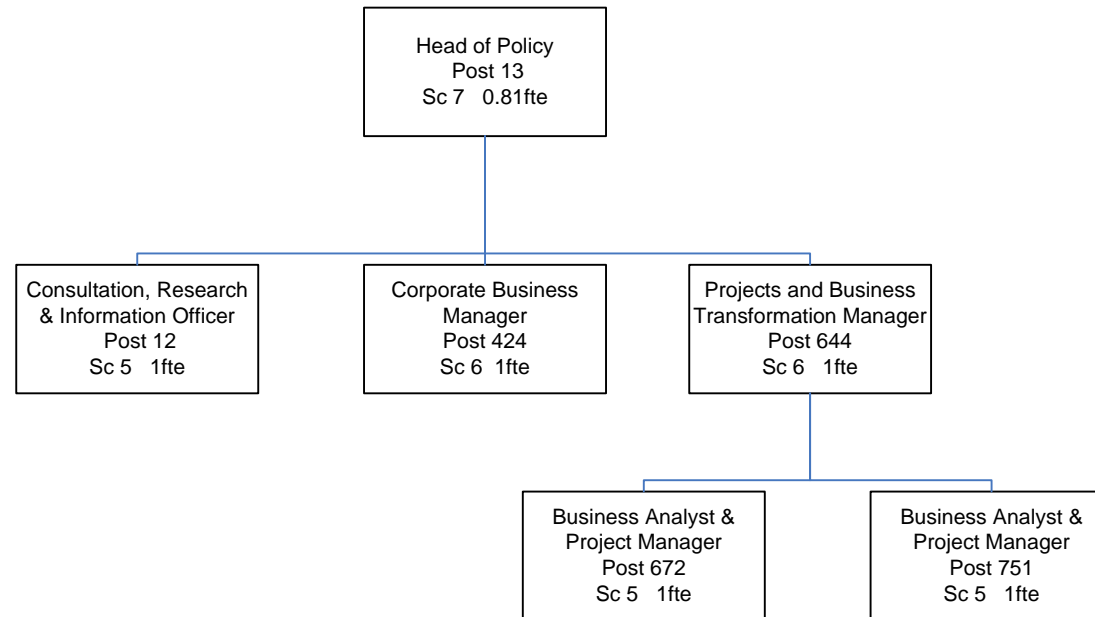 Head of Policy
Post 13
Sc 7   0.81fte
Consultation, Research
& Information Officer
Post 12
Sc 5   1fte
Corporate Business
Manager
Post 424
Sc 6  1fte
Projects and Business
Transformation Manager
Post 644
Sc 6   1fte
Business Analyst &
Project Manager
Post 672
Sc 5   1fte
Business Analyst &
Project Manager
Post 751
Sc 5   1fte